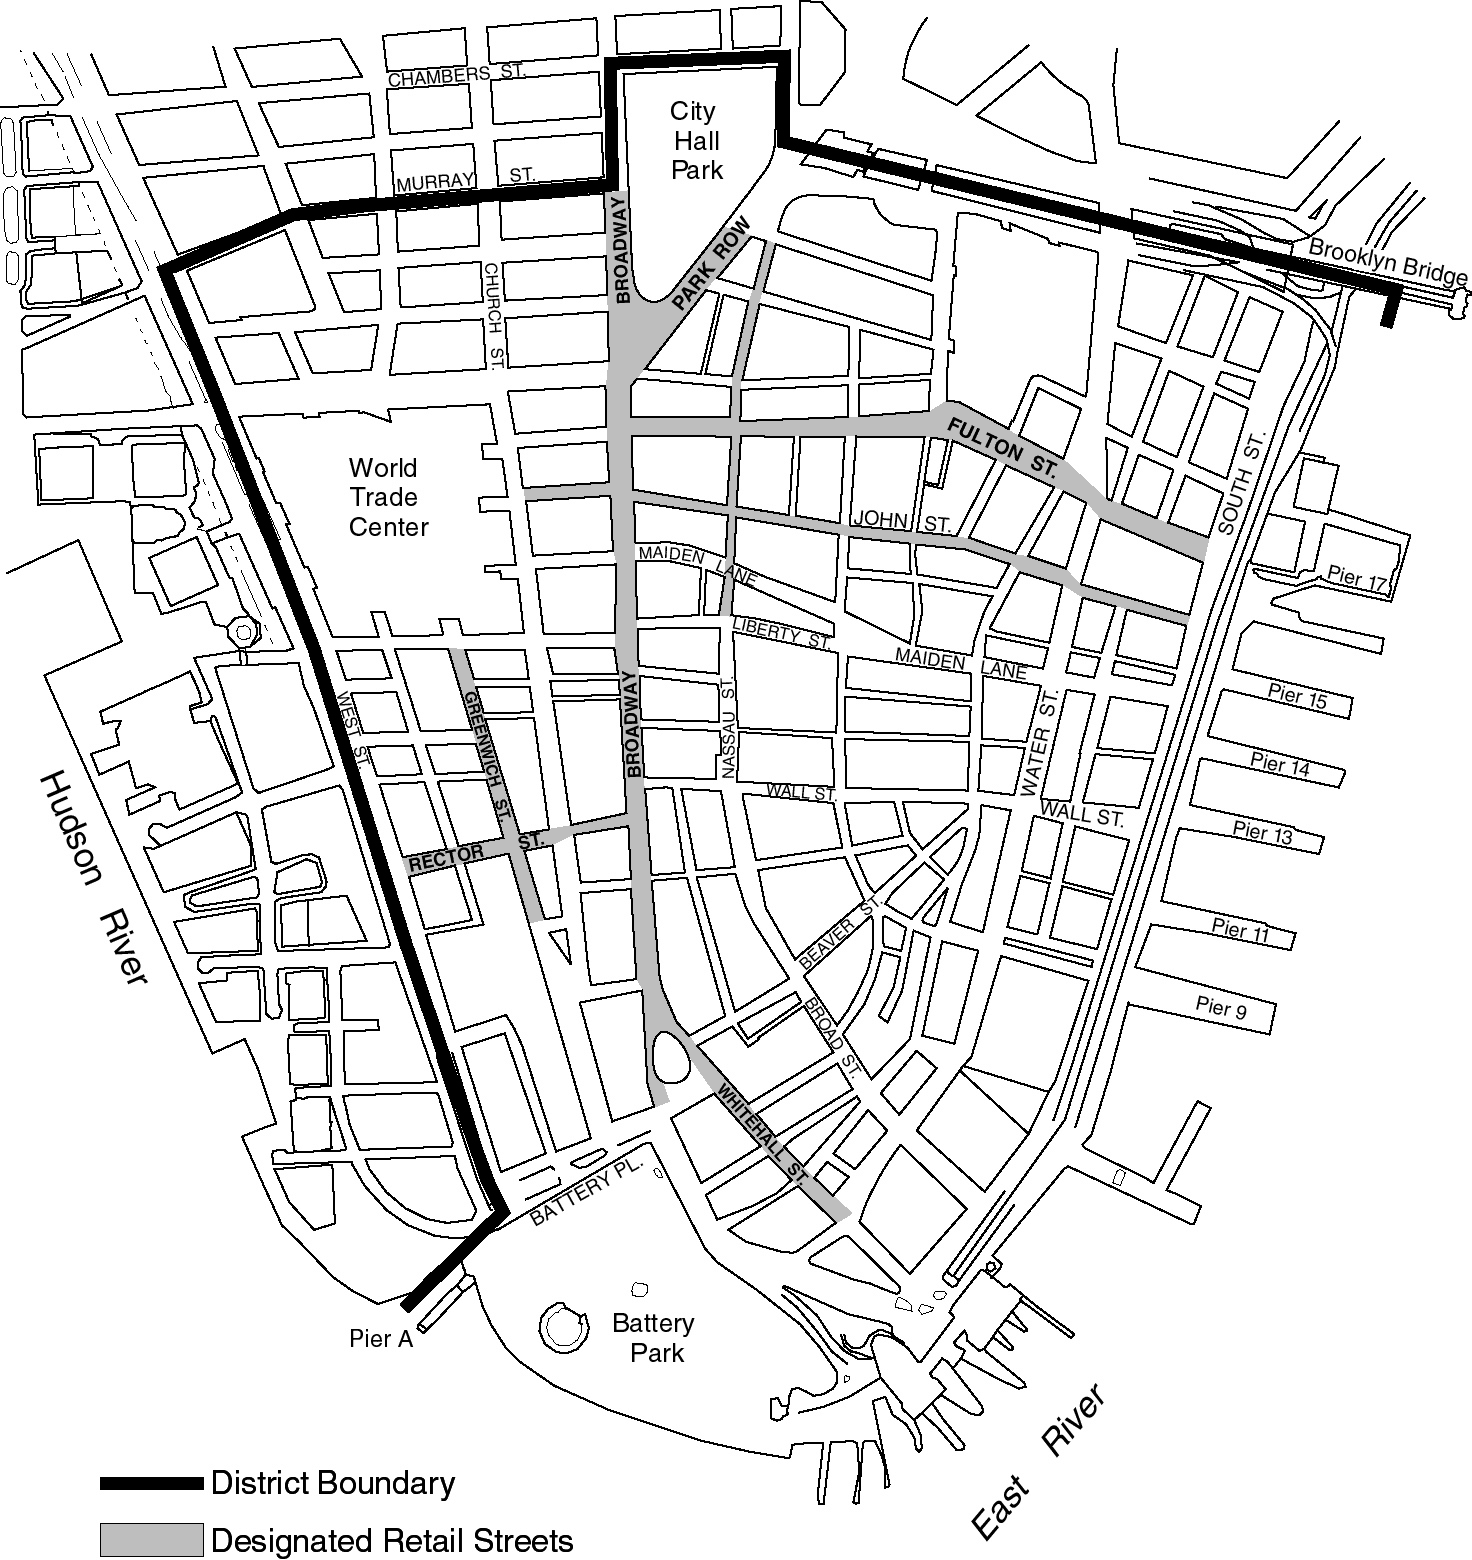 CHAMBERS ST.
City
Hall
Park
MURRAY ST.
BROADWAY
PARK ROW
CHURCH ST.
Brooklyn Bridge
FULTON ST.
SOUTH ST.
World
Trade
Center
JOHN ST.
MAIDEN LANE
Pier 17
LIBERTY ST.
MAIDEN LANE
WEST ST.
GREENWICH ST.
BROADWAY
NASSAU ST.
WATER ST.
Pier 15
Pier 14
WALL ST.
WALL ST.
Pier 13
RECTOR ST.
Hudson River
BEAVER ST.
Pier 11
BROAD ST.
Pier 9
WHITEHALL ST.
BATTERY PL.
Pier A
Battery
Park
East River
District Boundary
Designated Retail Streets